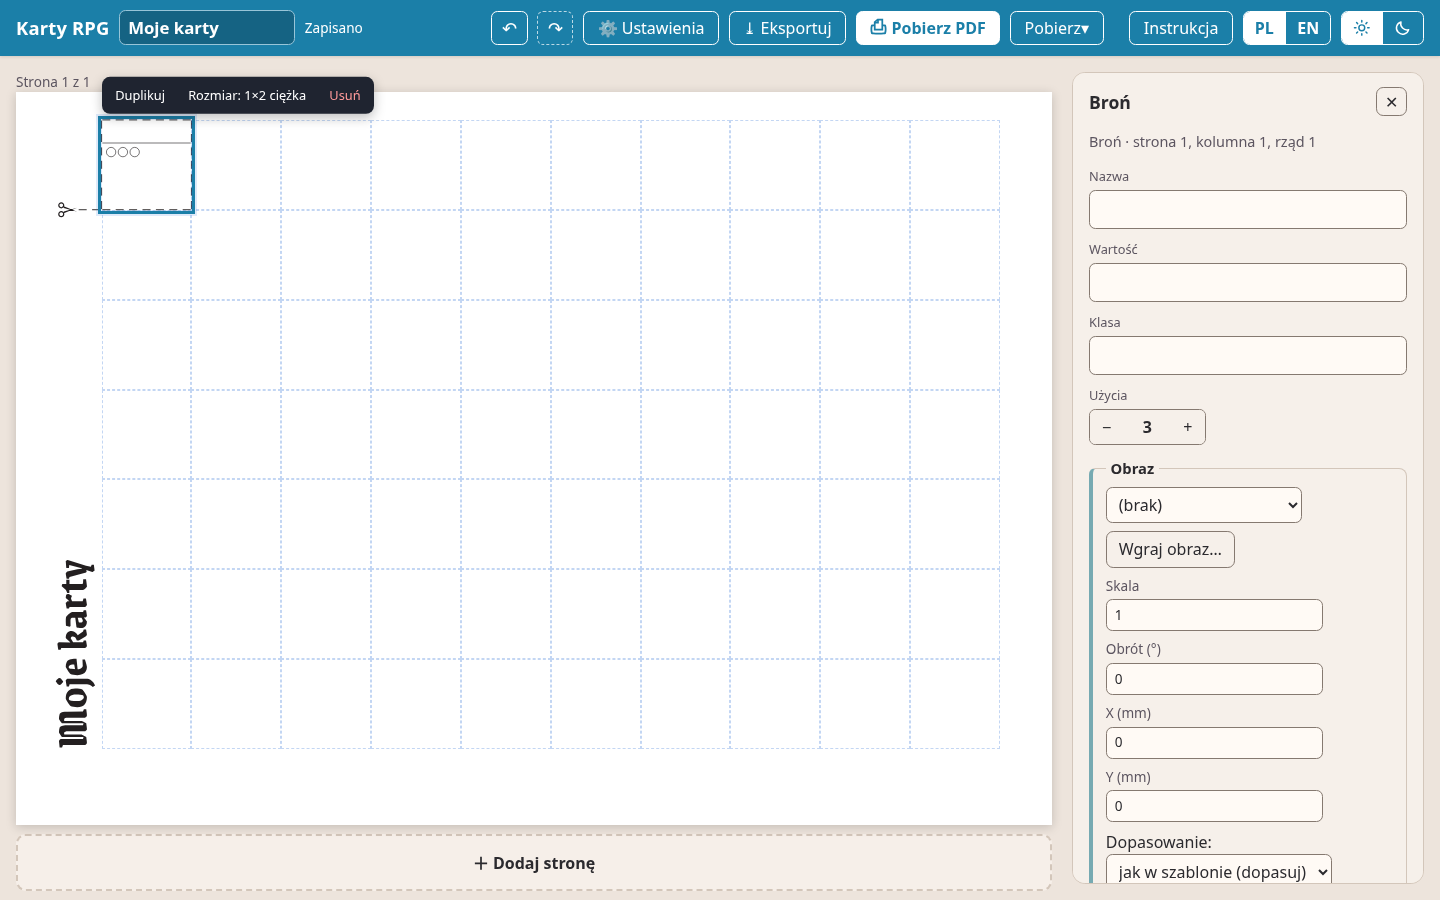 Karty RPG
Moje karty
Zapisano
↶
↷
⚙️ Ustawienia
⤓ Eksportuj
Pobierz PDF
Pobierz▾
Instrukcja
PL
EN
Strona 1 z 1
Duplikuj
Rozmiar: 1×2 ciężka
Usuń
Moje karty
+ Dodaj stronę
Broń
✕
Broń · strona 1, kolumna 1, rząd 1
Nazwa
Wartość
Klasa
Użycia
− 3 +
Obraz
(brak)
Wgraj obraz…
Skala
1
Obrót (°)
0
X (mm)
0
Y (mm)
0
Dopasowanie:
jak w szablonie (dopasuj)